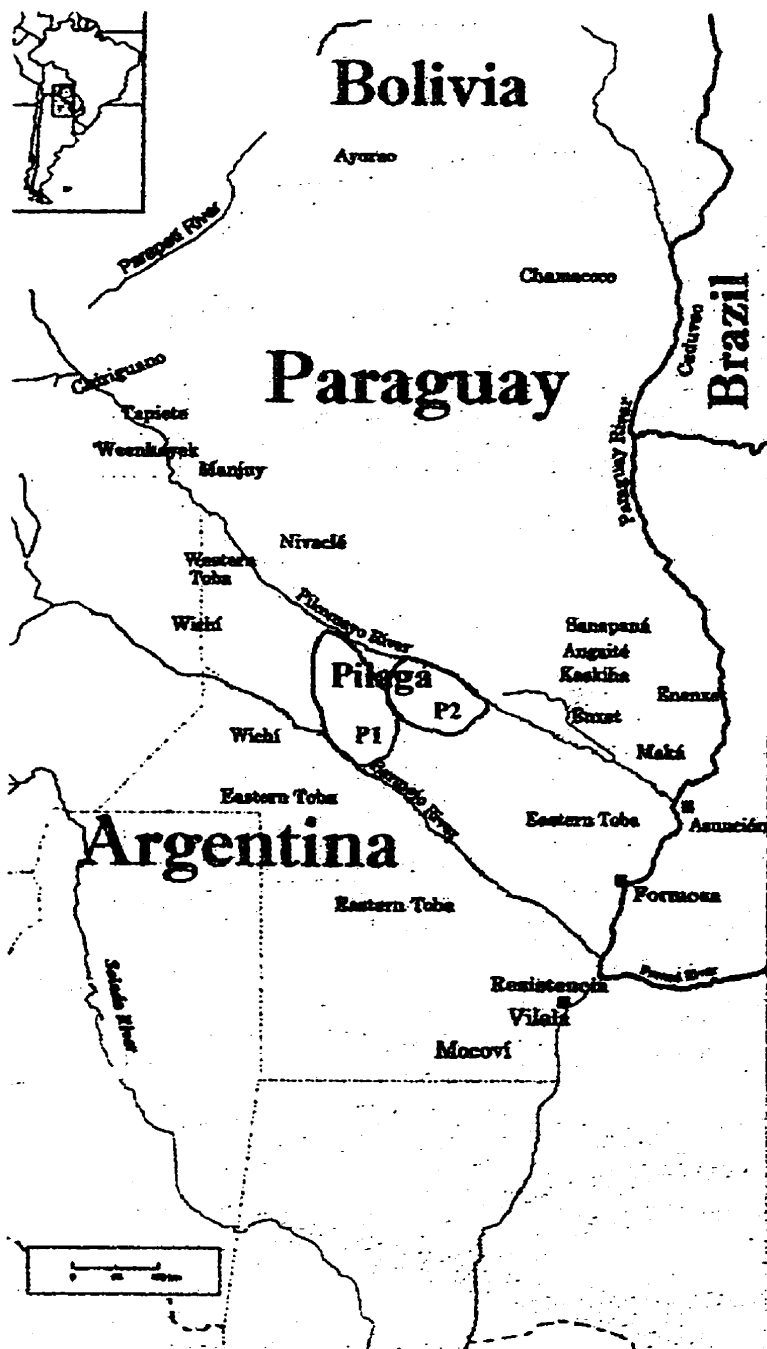 Bolivia
Ayoreo
Parapetí River
Chamacoco
Caduveo
Brazil
Paraguay
Chiriguano
Tapiete
Paraguay River
'Weenhayek
Manjuy
Nivaclé
Western
Toba
Pilcomayo River
Wichí
Sanapaná
Angaité
Kaskiha
Pilagá
Enenxet
P2
Enxet
Wichí
P1
Maká
Bermejo River
Eastern Toba
Eastern Toba
Asunción
Argentina
Formosa
Eastern Toba
Salado River
Paraná River
Resistencia
Vilela
Mocoví